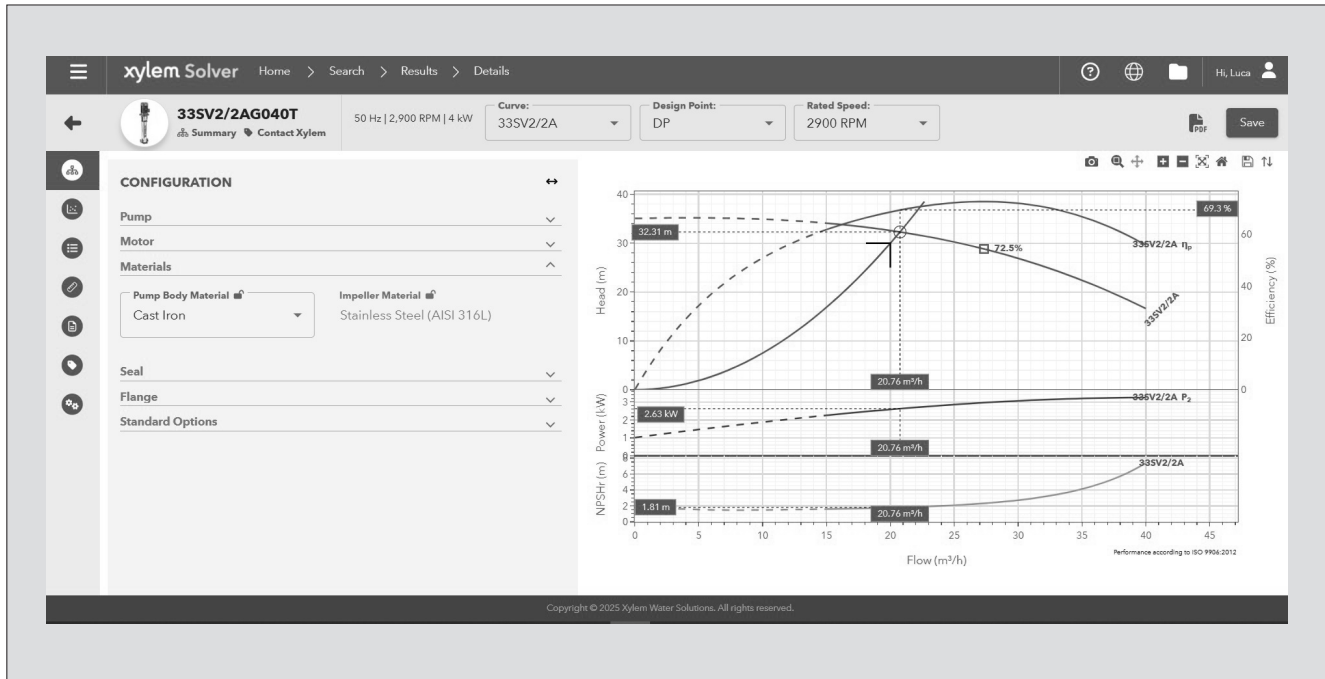 xylem Solver Home > Search > Results > Details
Hi, Luca
33SV2/2AG040T
Summary Contact Xylem
50 Hz | 2,900 RPM | 4 kW
Curve:
33SV2/2A
Design Point:
DP
Rated Speed:
2900 RPM
PDF
Save
CONFIGURATION
Pump
Motor
Materials
Pump Body Material
Cast Iron
Impeller Material
Stainless Steel (AISI 316L)
Seal
Flange
Standard Options
Head (m)
40
30
20
10
0
32.31 m
69.3 %
72.5%
33SV2/2A ηp
33SV2/2A
20.76 m³/h
Efficiency (%)
60
40
20
0
Power (kW)
3
2
1
0
2.63 kW
33SV2/2A P₂
20.76 m³/h
NPSHr (m)
8
6
4
2
0
1.81 m
33SV2/2A
20.76 m³/h
0 5 10 15 20 25 30 35 40 45
Flow (m³/h)
Performance according to ISO 9906:2012
Copyright © 2025 Xylem Water Solutions. All rights reserved.